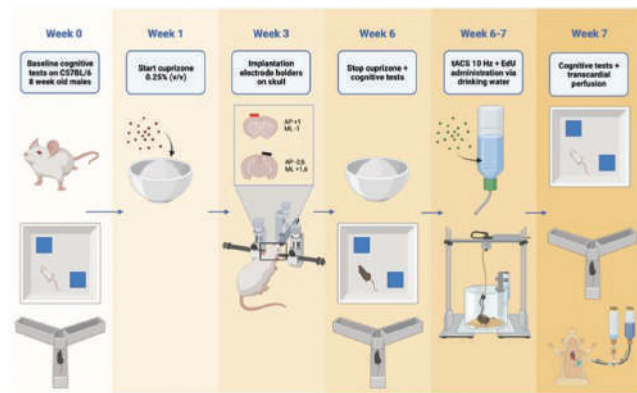 Week 0
Week 1
Week 3
Week 6
Week 6-7
Week 7
Baseline cognitive
tests on C57BL/6
8 week old males
Start cuprizone
0.25% (v/v)
Implantation
electrode holders
on skull
Stop cuprizone +
cognitive tests
tACS 10 Hz + EdU
administration via
drinking water
Cognitive tests +
transcardial
perfusion
AP +1
ML -1
AP -2,6
ML +1,6